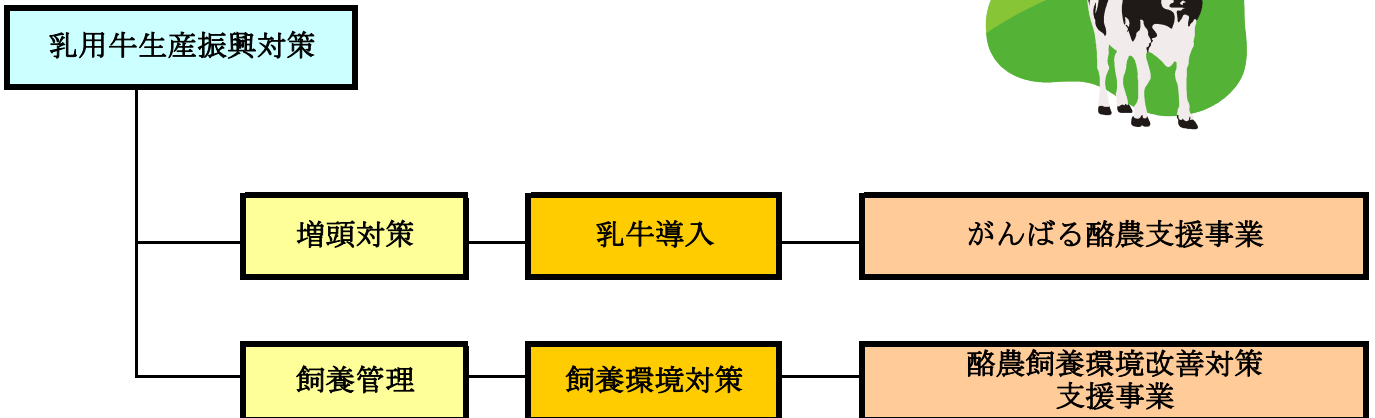 乳用牛生産振興対策
増頭対策
乳牛導入
がんばる酪農支援事業
飼養管理
飼養環境対策
酪農飼養環境改善対策
支援事業